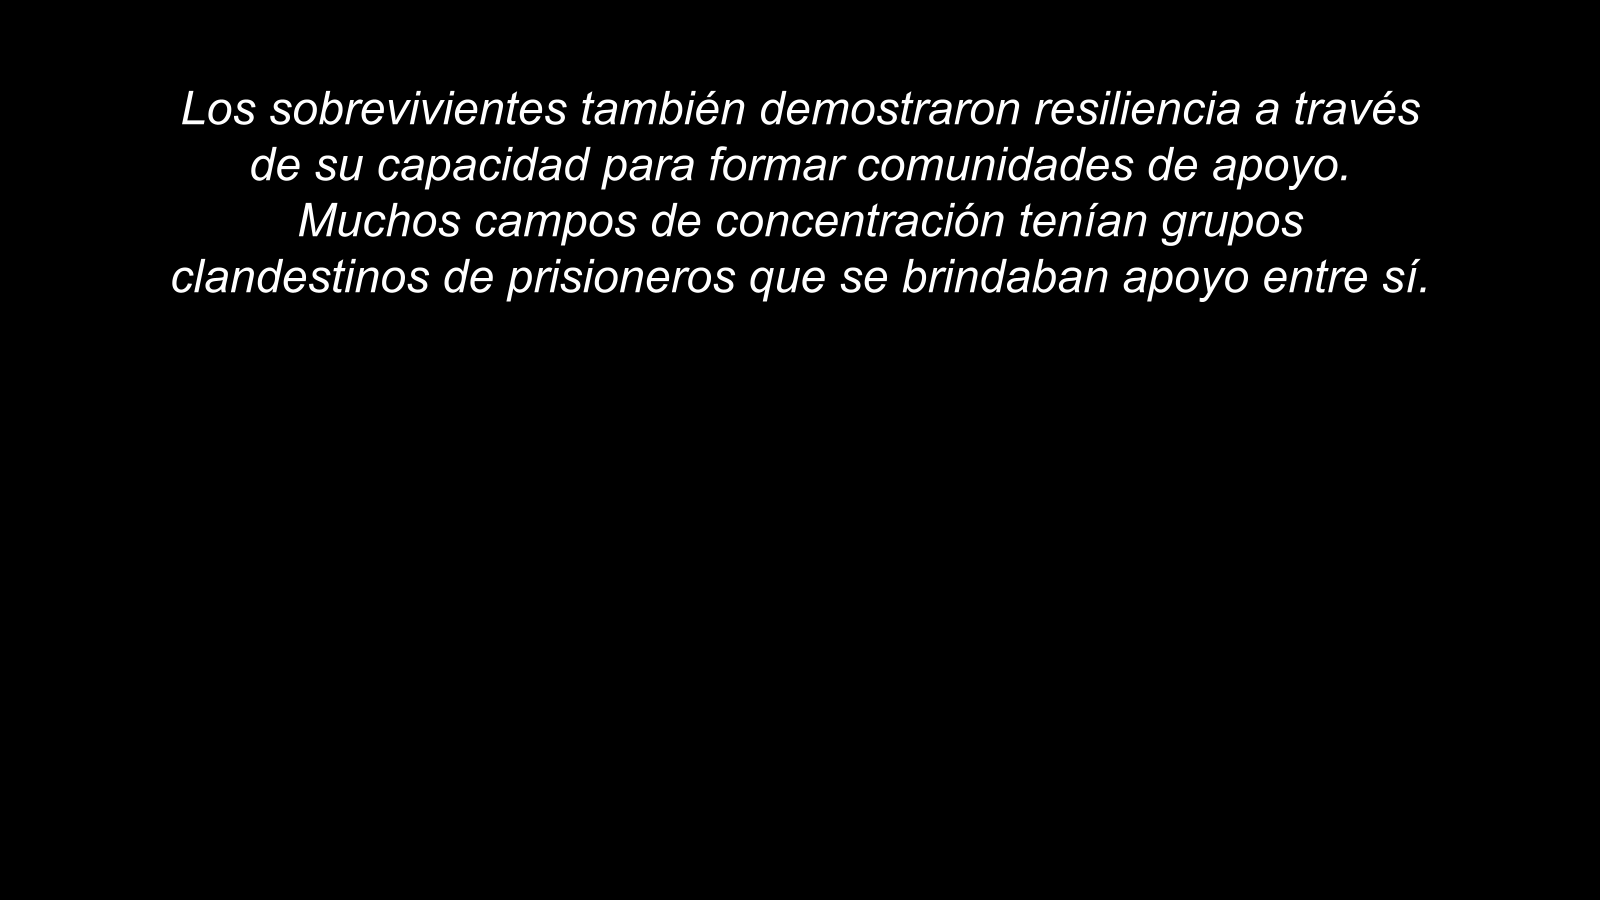 Los sobrevivientes también demostraron resiliencia a través
de su capacidad para formar comunidades de apoyo.
Muchos campos de concentración tenían grupos
clandestinos de prisioneros que se brindaban apoyo entre sí.